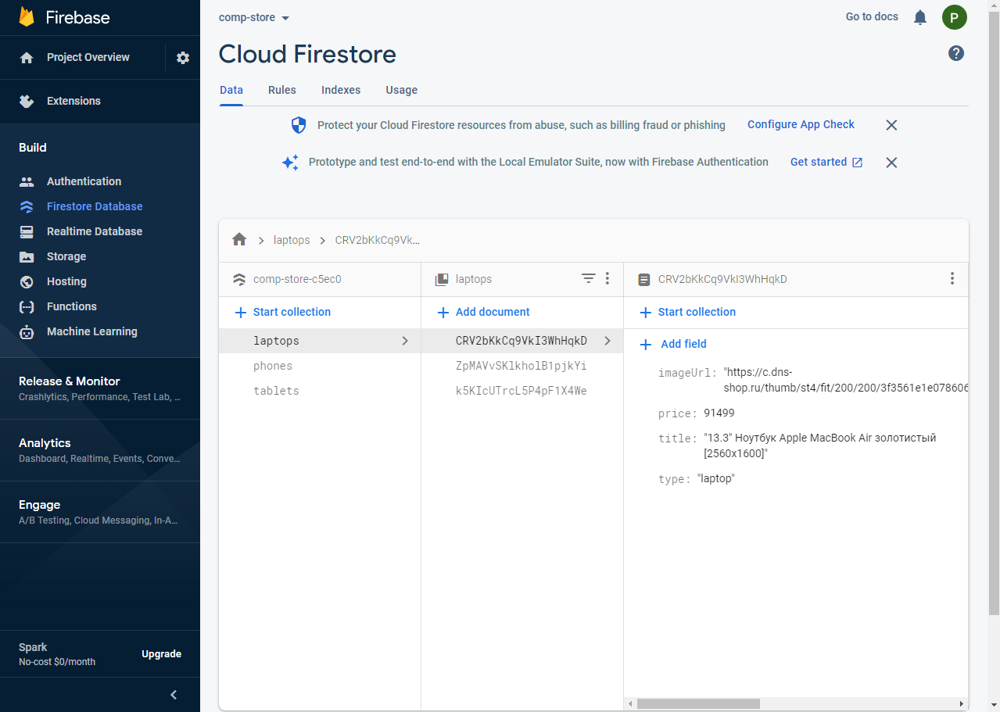 Firebase
Project Overview
Extensions
Build
Authentication
Firestore Database
Realtime Database
Storage
Hosting
Functions
Machine Learning
Release & Monitor
Crashlytics, Performance, Test Lab, ...
Analytics
Dashboard, Realtime, Events, Conve...
Engage
A/B Testing, Cloud Messaging, In-A...
Spark
No-cost $0/month
Upgrade
comp-store
Go to docs
P
Cloud Firestore
Data Rules Indexes Usage
Protect your Cloud Firestore resources from abuse, such as billing fraud or phishing Configure App Check
Prototype and test end-to-end with the Local Emulator Suite, now with Firebase Authentication Get started
laptops > CRV2bKkCq9Vk...
comp-store-c5ec0
Start collection
laptops
phones
tablets
laptops
Add document
CRV2bKkCq9VkI3WhHqkD
ZpMAVvSKlkholB1pjkYi
k5KIcUTrcL5P4pF1X4We
CRV2bKkCq9VkI3WhHqkD
Start collection
Add field
imageUrl: "https://c.dns-
shop.ru/thumb/st4/fit/200/200/3f3561e1e078606
price: 91499
title: "13.3" Ноутбук Apple MacBook Air золотистый
[2560x1600]"
type: "laptop"